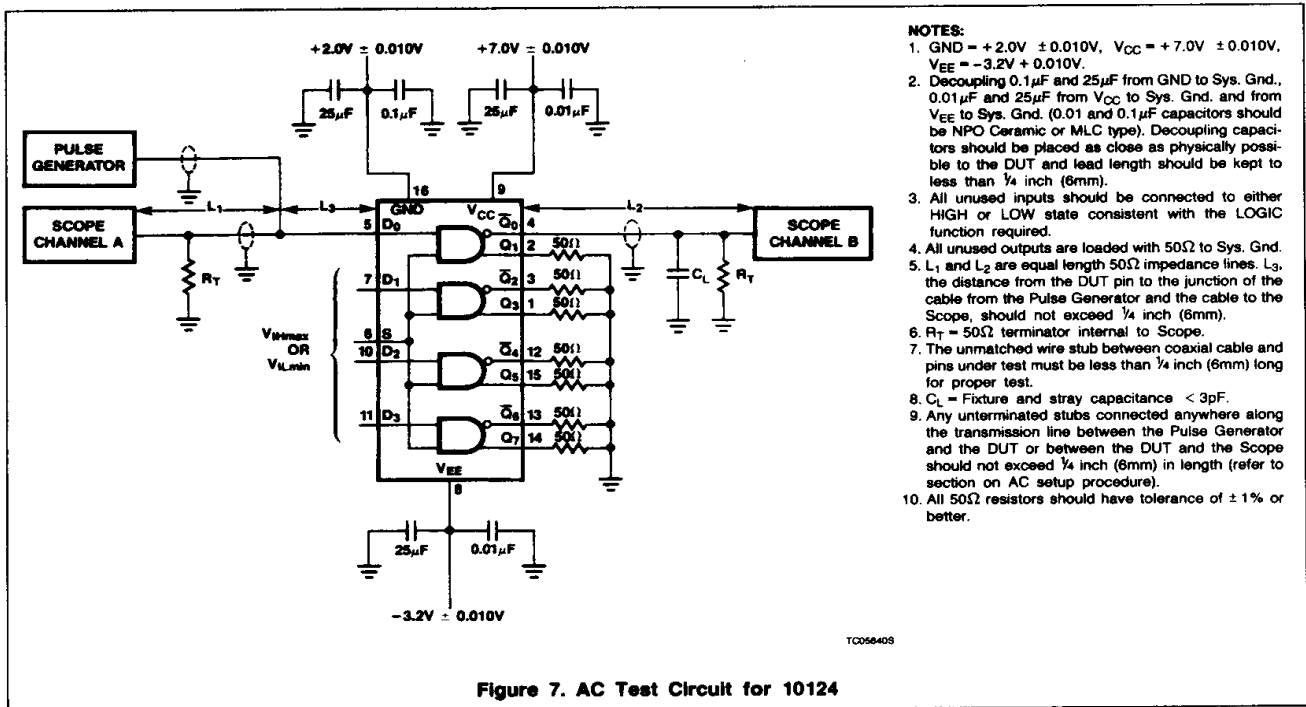 +2.0V ± 0.010V
+7.0V ± 0.010V
25μF
0.1μF
25μF
0.01μF
PULSE
GENERATOR
SCOPE
CHANNEL A
L1
L3
RT
16
9
GND
VCC
5 D0
7 D1
6 S
10 D2
11 D3
VIHmax
OR
VILmin
Q̅0 4
Q1 2
50Ω
Q̅2 3
50Ω
Q3 1
50Ω
Q̅4 12
50Ω
Q5 15
50Ω
Q̅6 13
50Ω
Q7 14
50Ω
VEE
8
L2
CL
RT
SCOPE
CHANNEL B
25μF
0.01μF
−3.2V ± 0.010V
NOTES:
1. GND = +2.0V ±0.010V, VCC = +7.0V ±0.010V,
VEE = −3.2V + 0.010V.
2. Decoupling 0.1μF and 25μF from GND to Sys. Gnd.,
0.01μF and 25μF from VCC to Sys. Gnd. and from
VEE to Sys. Gnd. (0.01 and 0.1μF capacitors should
be NPO Ceramic or MLC type). Decoupling capaci-
tors should be placed as close as physically possi-
ble to the DUT and lead length should be kept to
less than ¼ inch (6mm).
3. All unused inputs should be connected to either
HIGH or LOW state consistent with the LOGIC
function required.
4. All unused outputs are loaded with 50Ω to Sys. Gnd.
5. L1 and L2 are equal length 50Ω impedance lines. L3,
the distance from the DUT pin to the junction of the
cable from the Pulse Generator and the cable to the
Scope, should not exceed ¼ inch (6mm).
6. RT = 50Ω terminator internal to Scope.
7. The unmatched wire stub between coaxial cable and
pins under test must be less than ¼ inch (6mm) long
for proper test.
8. CL = Fixture and stray capacitance < 3pF.
9. Any unterminated stubs connected anywhere along
the transmission line between the Pulse Generator
and the DUT or between the DUT and the Scope
should not exceed ¼ inch (6mm) in length (refer to
section on AC setup procedure).
10. All 50Ω resistors should have tolerance of ±1% or
better.
TC05640S
Figure 7. AC Test Circuit for 10124